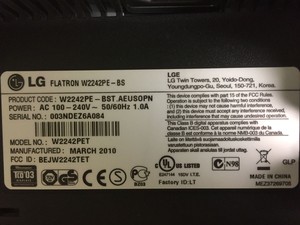 LG FLATRON W2242PE-BS
PRODUCT CODE: W2242PE-BST.AEUSOPN
POWER: AC 100-240V~ 50/60Hz 1.0A
SERIAL NO.: 003NDEZ6A084
MODEL: W2242PET
MANUFACTURED: MARCH 2010
FCC ID: BEJW2242TET
TCO'03
LGE
LG Twin Towers, 20, Yoido-Dong,
Youngdungpo-Gu, Seoul, 150-721,
Korea
This device complies with part 15 of the FCC Rules.
Operation is subject to the following two conditions:
(1) This device may not cause harmful interference, and
(2) this device must accept any interference received,
including interference that may cause undesired operation.
This Class B digital apparatus complies with
Canadian ICES-003.
UL US LISTED
N98
GLP
Factory ID:LT